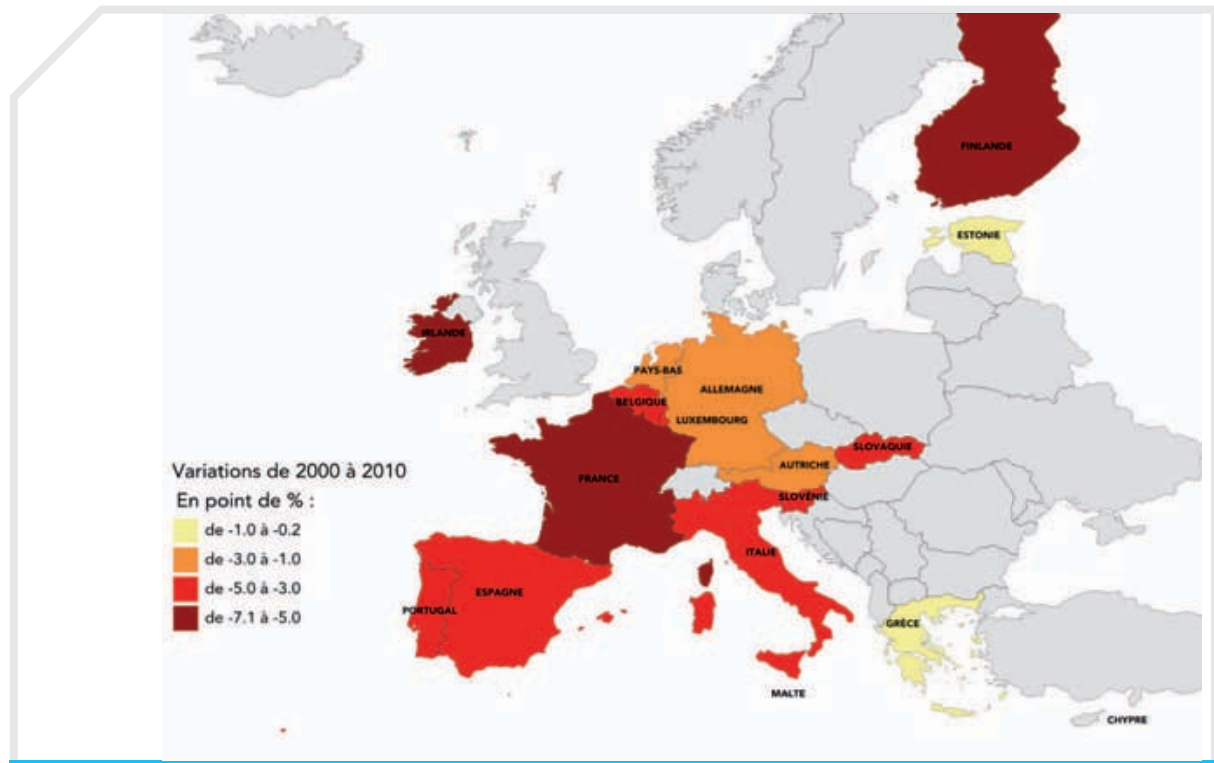 FINLANDE
ESTONIE
IRLANDE
PAYS-BAS
ALLEMAGNE
BELGIQUE
LUXEMBOURG
SLOVAQUIE
AUTRICHE
FRANCE
SLOVÉNIE
ITALIE
ESPAGNE
PORTUGAL
GRÈCE
MALTE
CHYPRE
Variations de 2000 à 2010
En point de % :
de -1.0 à -0.2
de -3.0 à -1.0
de -5.0 à -3.0
de -7.1 à -5.0